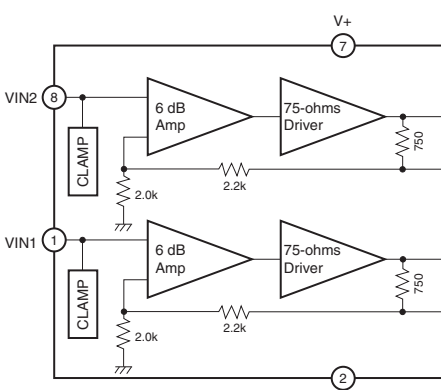 V+
7
VIN2
8
6 dB
Amp
75-ohms
Driver
CLAMP
750
2.2k
2.0k
VIN1
1
6 dB
Amp
75-ohms
Driver
CLAMP
750
2.2k
2.0k
2